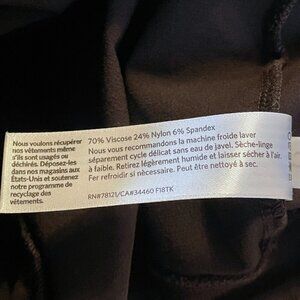 Nous voulons récupérer
nos vêtements même
s'ils sont usagés ou
déchirés. Déposez-les
dans nos magasins aux
États-Unis et soutenez
notre programme de
recyclage des
vêtements.
70% Viscose 24% Nylon 6% Spandex
Nous vous recommandons la machine froide laver
séparement cycle délicat sans eau de javel. Sèche-linge
à faible. Retirez légèrement humide et laisser sécher à l'air.
Fer refroidir si nécessaire. Peut être nettoyé à sec.
RN#78121/CA#34460 F18TK